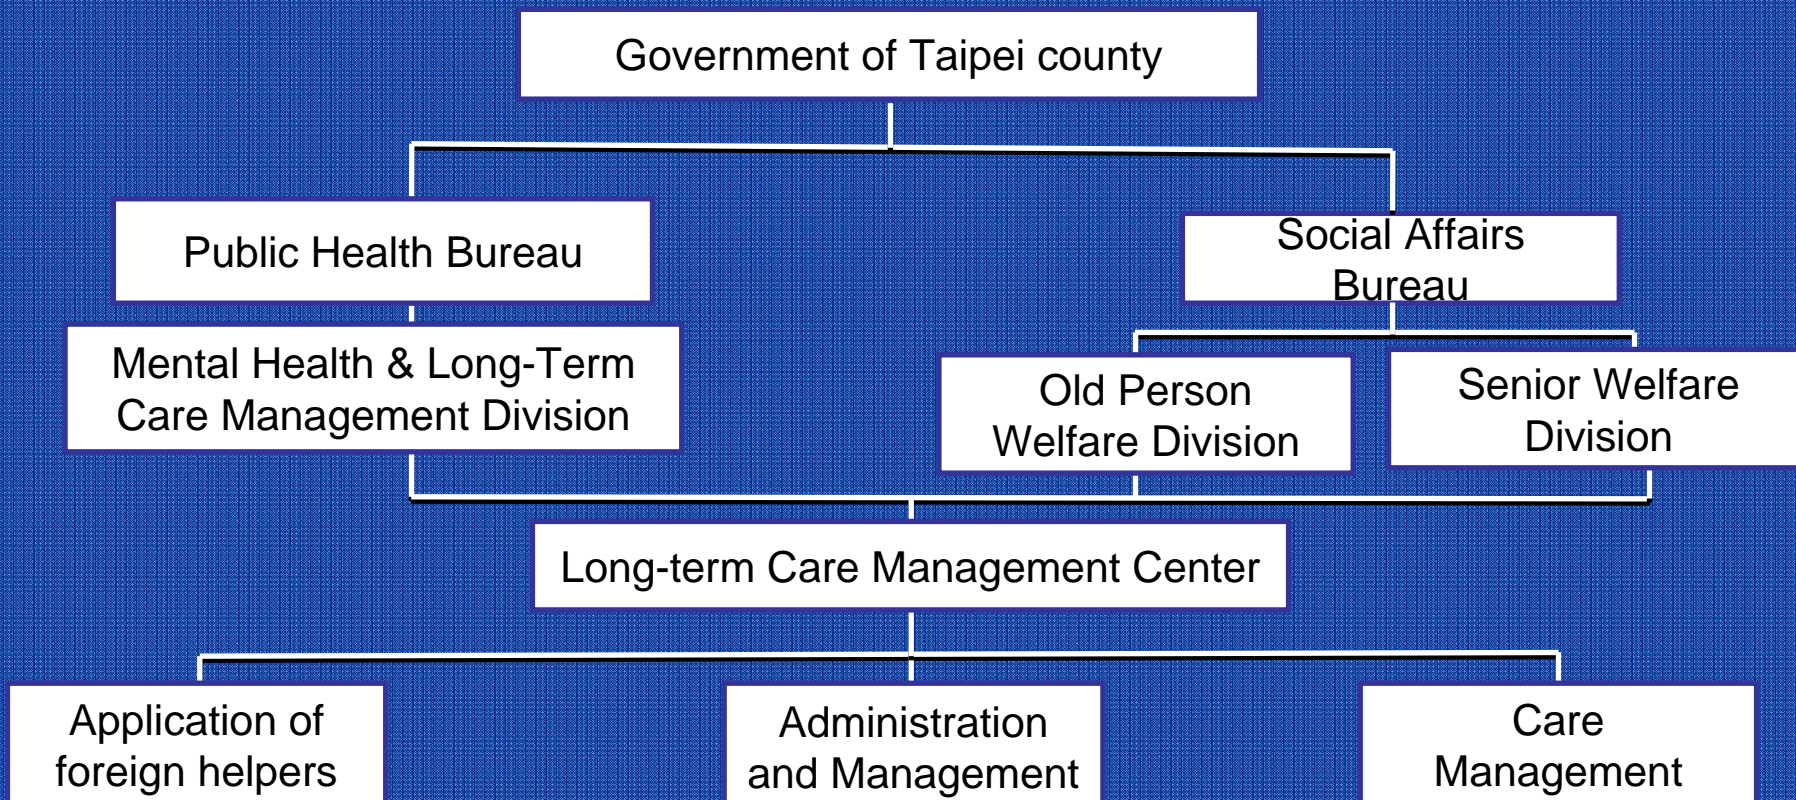 Government of Taipei county
Public Health Bureau
Social Affairs
Bureau
Mental Health & Long-Term
Care Management Division
Old Person
Welfare Division
Senior Welfare
Division
Long-term Care Management Center
Application of
foreign helpers
Administration
and Management
Care
Management